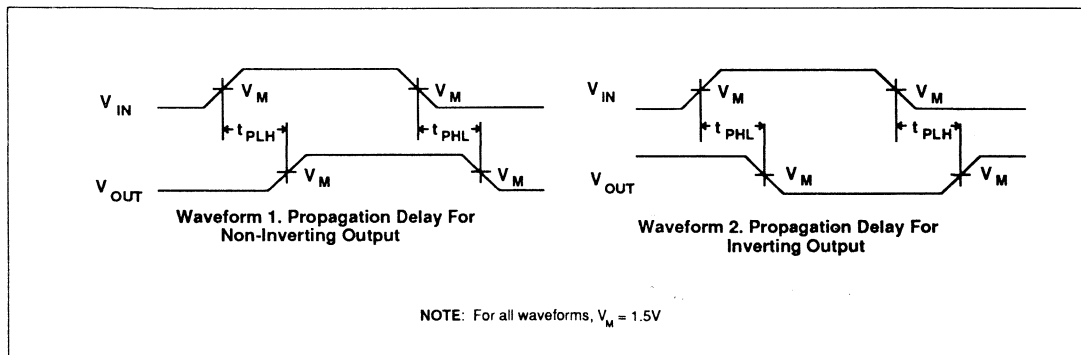 V IN V M V M
t PLH t PHL
V OUT V M V M
Waveform 1. Propagation Delay For
Non-Inverting Output
V IN V M V M
t PHL t PLH
V OUT V M V M
Waveform 2. Propagation Delay For
Inverting Output
NOTE: For all waveforms, V M = 1.5V